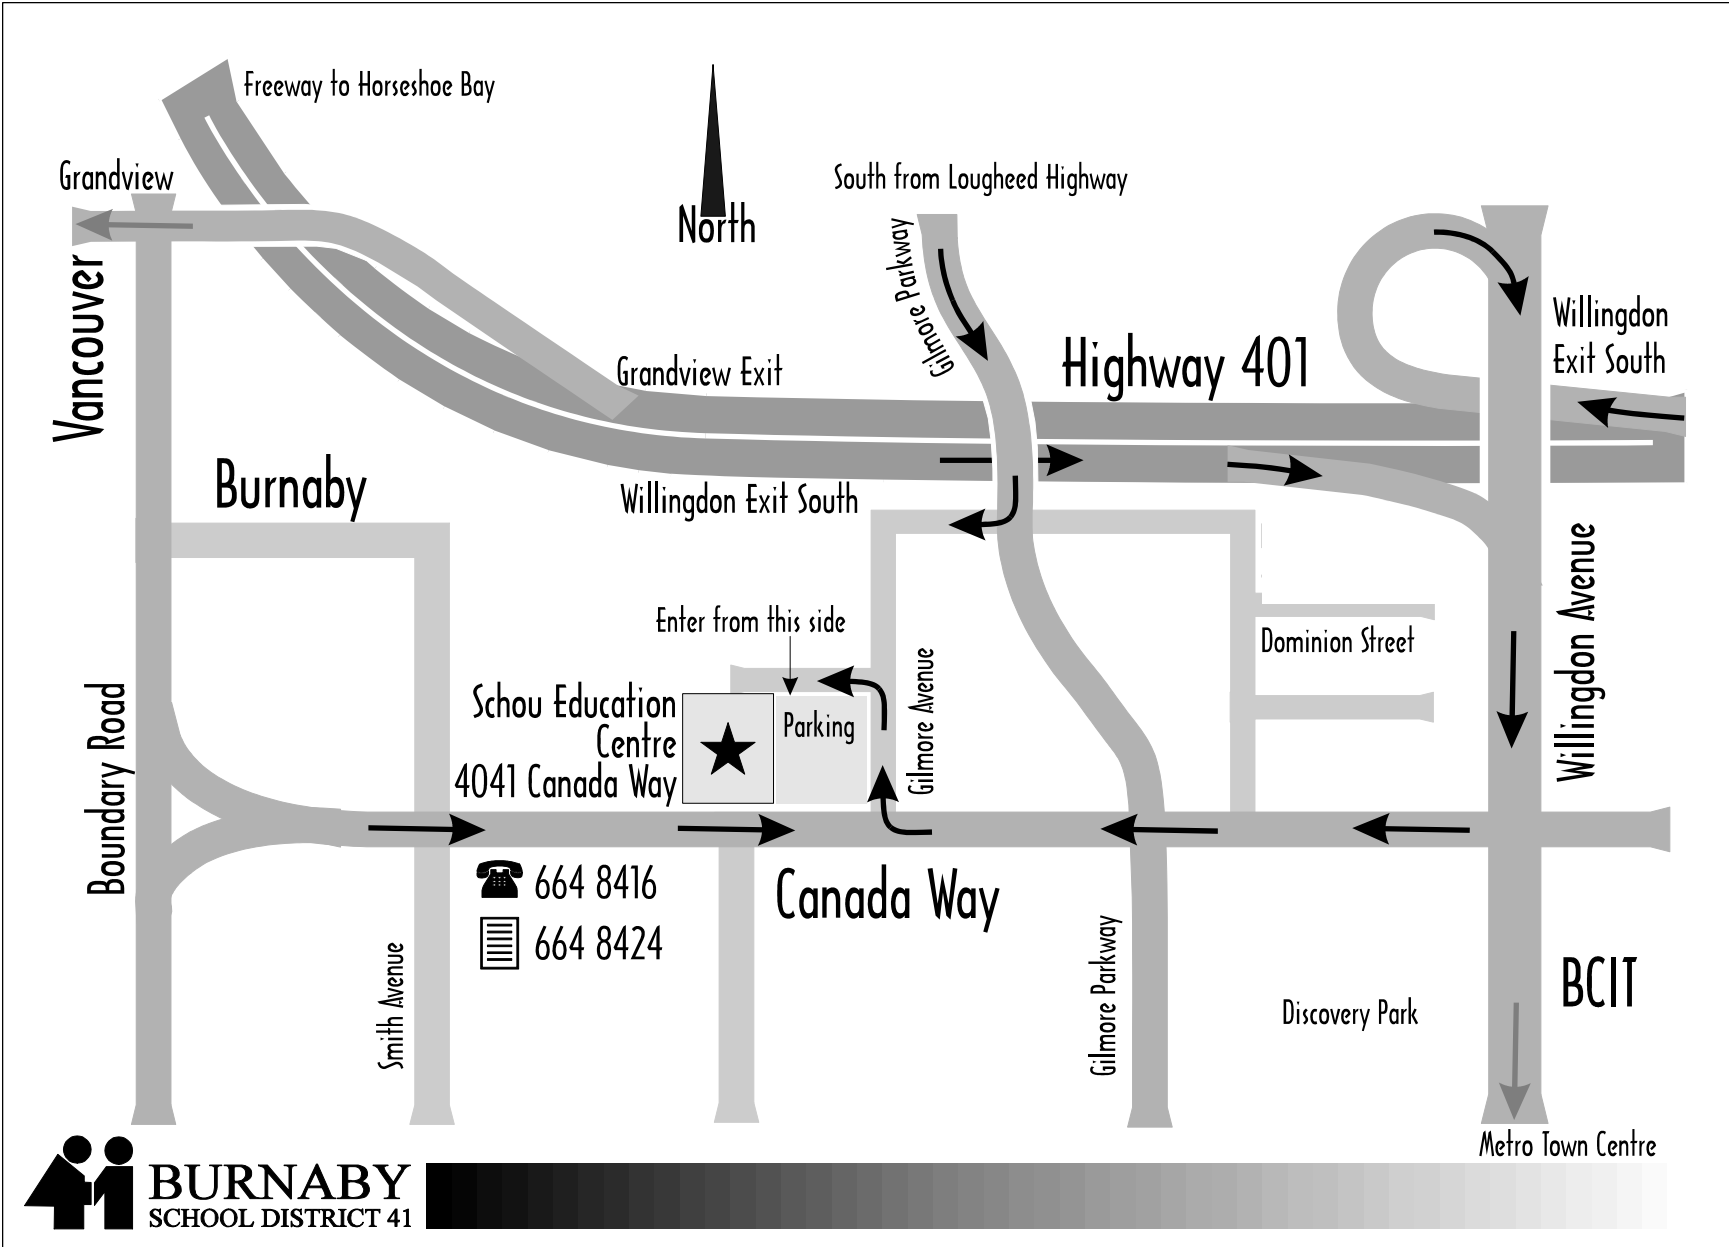 Freeway to Horseshoe Bay
Grandview
South from Lougheed Highway
North
Gilmore Parkway
Vancouver
Willingdon
Exit South
Highway 401
Grandview Exit
Burnaby
Willingdon Exit South
Willingdon Avenue
Enter from this side
Dominion Street
Gilmore Avenue
Schou Education
Centre
4041 Canada Way
Parking
Boundary Road
664 8416
664 8424
Canada Way
Smith Avenue
Gilmore Parkway
Discovery Park
BCIT
Metro Town Centre
BURNABY
SCHOOL DISTRICT 41